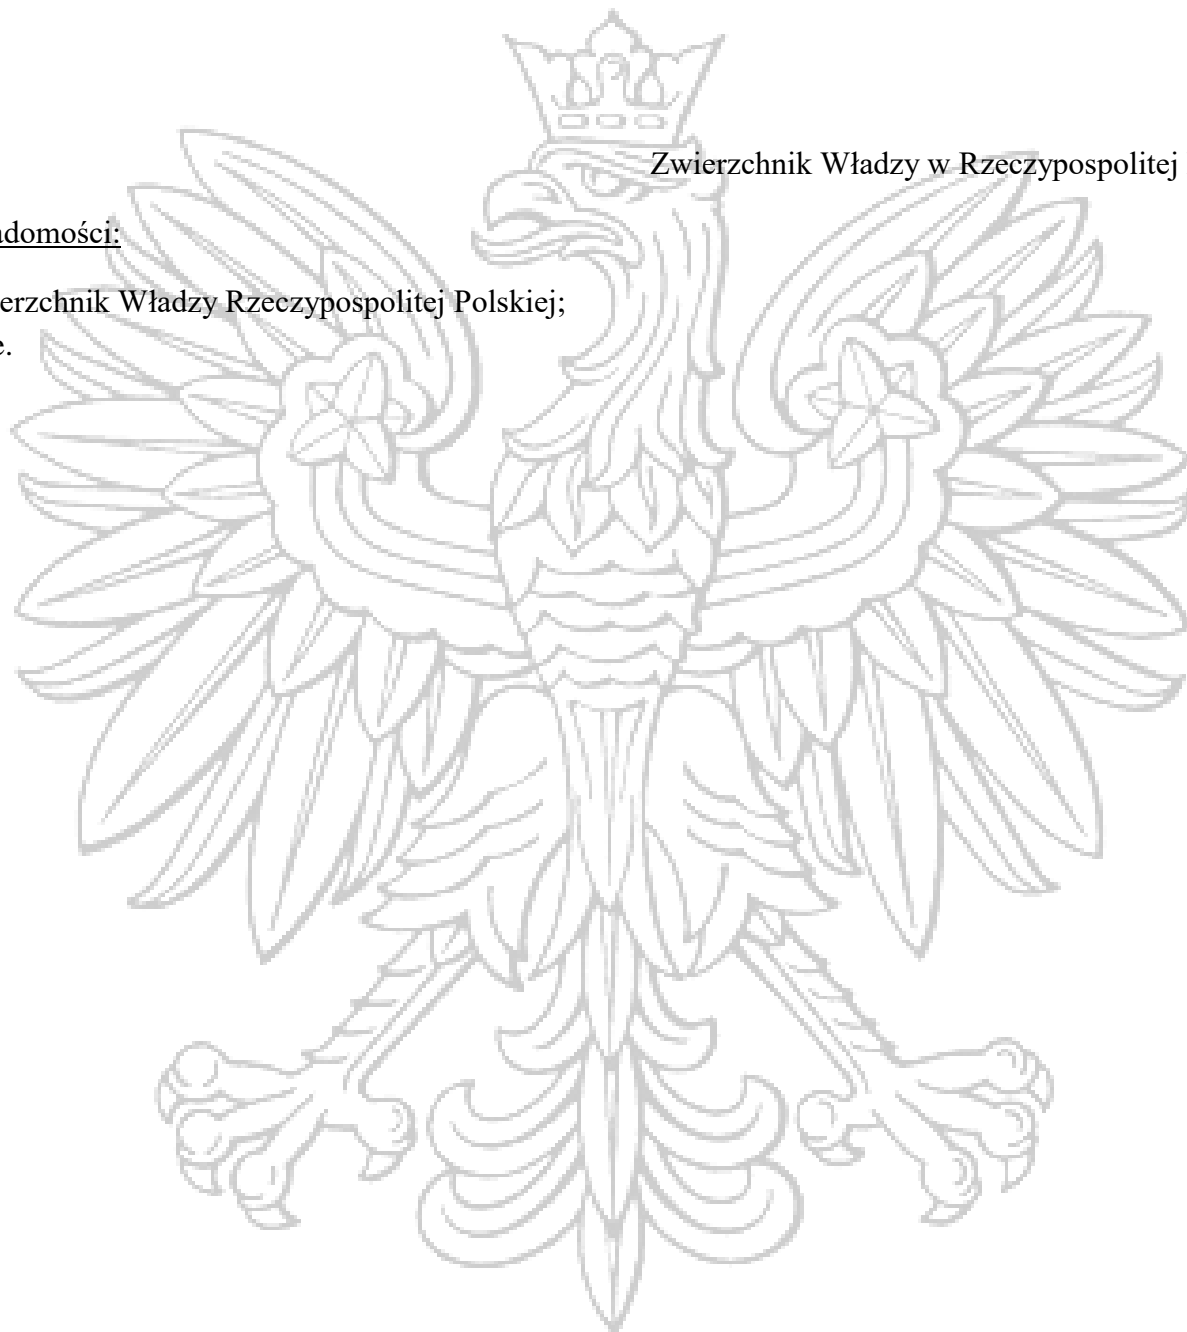 Zwierzchnik Władzy w Rzeczypospolitej
adomości:
erzchnik Władzy Rzeczypospolitej Polskiej;
e.